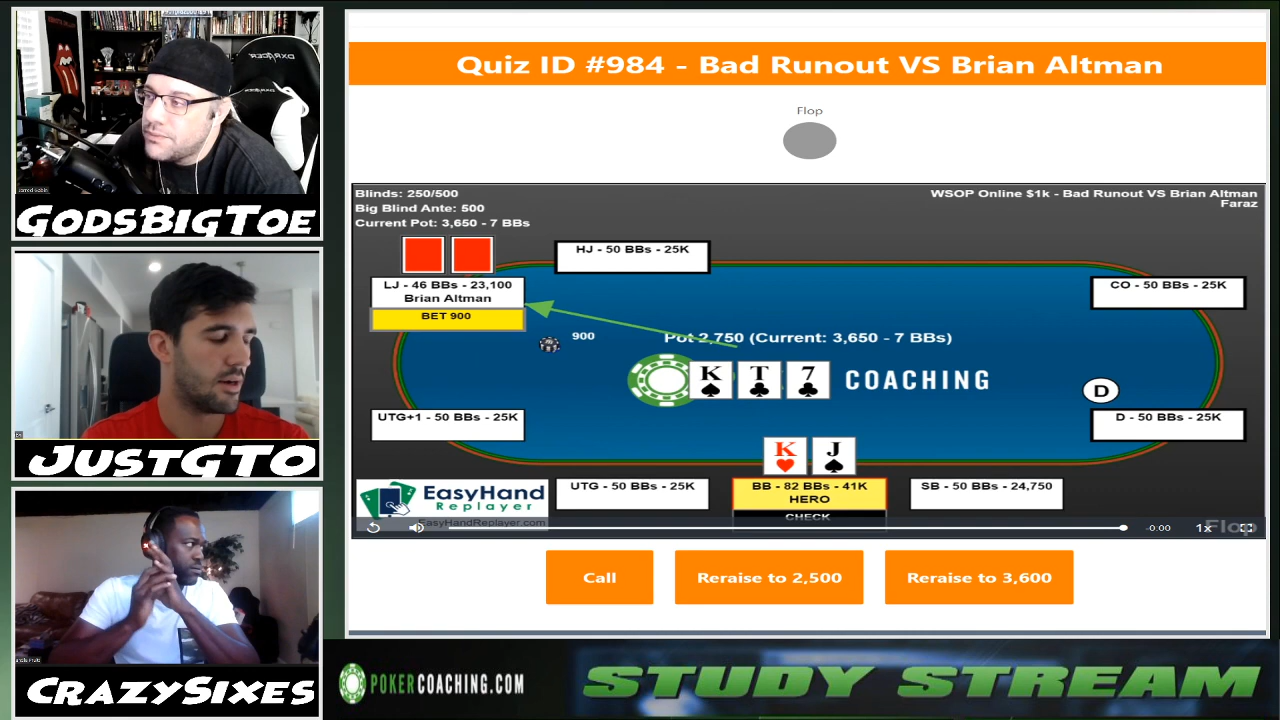 Quiz ID #984 - Bad Runout VS Brian Altman
Flop
Blinds: 250/500
Big Blind Ante: 500
Current Pot: 3,650 - 7 BBs
WSOP Online $1k - Bad Runout VS Brian Altman
Faraz
HJ - 50 BBs - 25K
LJ - 46 BBs - 23,100
Brian Altman
BET 900
CO - 50 BBs - 25K
900
Pot 2,750 (Current: 3,650 - 7 BBs)
K T 7
COACHING
D
UTG+1 - 50 BBs - 25K
D - 50 BBs - 25K
K J
EasyHand
Replayer
EasyHandReplayer.com
UTG - 50 BBs - 25K
BB - 82 BBs - 41K
HERO
CHECK
SB - 50 BBs - 24,750
-0:00
1x
Flop
Call
Reraise to 2,500
Reraise to 3,600
DXRACER
GODSBIGTOE
JUSTGTO
CRAZYSIXES
POKERCOACHING.COM
STUDY STREAM